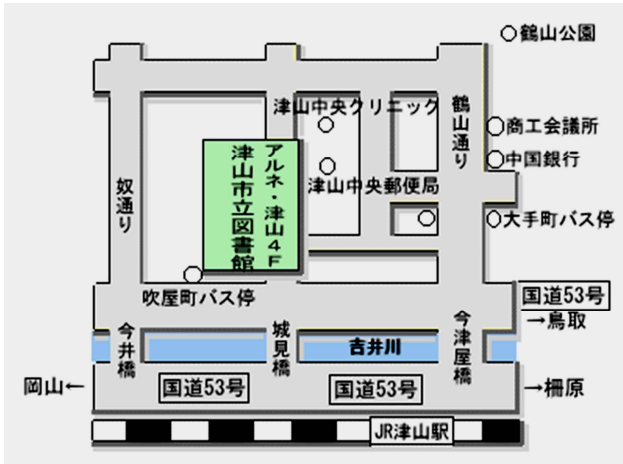 鶴山公園
津山中央クリニック
鶴山通り
商工会議所
中国銀行
アルネ・津山4F
津山市立図書館
津山中央郵便局
奴通り
大手町バス停
吹屋町バス停
国道53号
→鳥取
今井橋
城見橋
吉井川
今津屋橋
岡山←
国道53号
国道53号
→柵原
JR津山駅